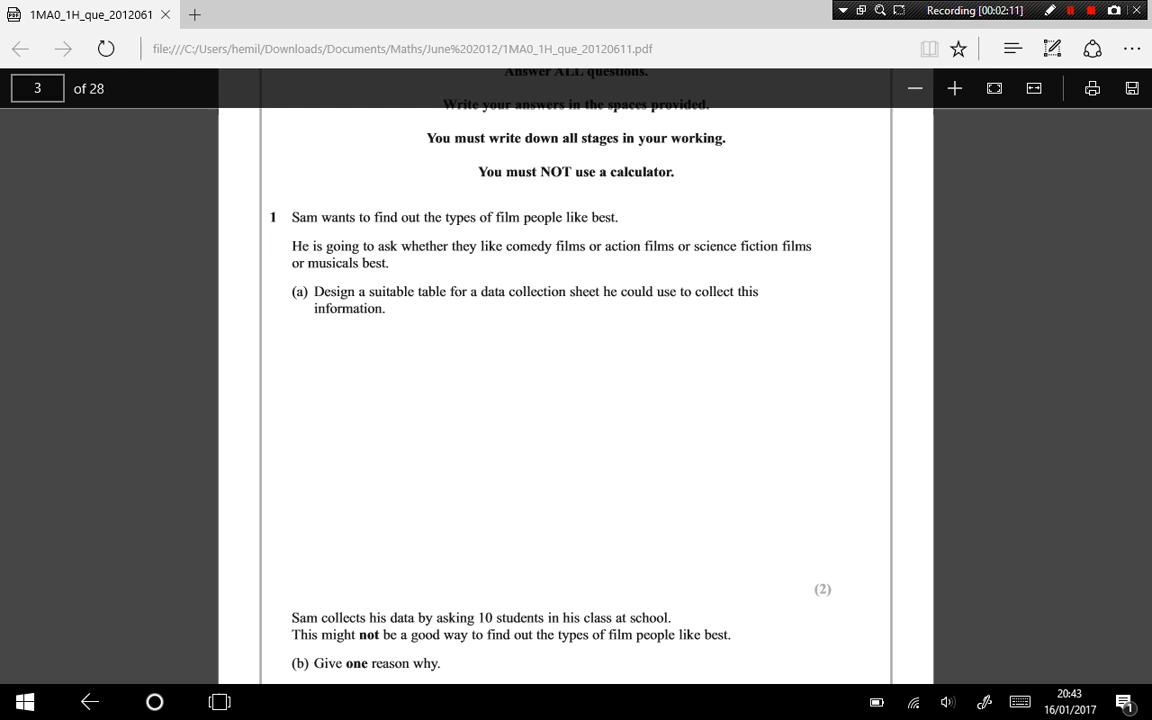 1MA0_1H_que_2012061
Recording [00:02:11]
file:///C:/Users/hemil/Downloads/Documents/Maths/June%202012/1MA0_1H_que_20120611.pdf
3 of 28
Answer ALL questions.
Write your answers in the spaces provided.
You must write down all stages in your working.
You must NOT use a calculator.
1 Sam wants to find out the types of film people like best.
He is going to ask whether they like comedy films or action films or science fiction films
or musicals best.
(a) Design a suitable table for a data collection sheet he could use to collect this
information.
(2)
Sam collects his data by asking 10 students in his class at school.
This might not be a good way to find out the types of film people like best.
(b) Give one reason why.
20:43
16/01/2017
1